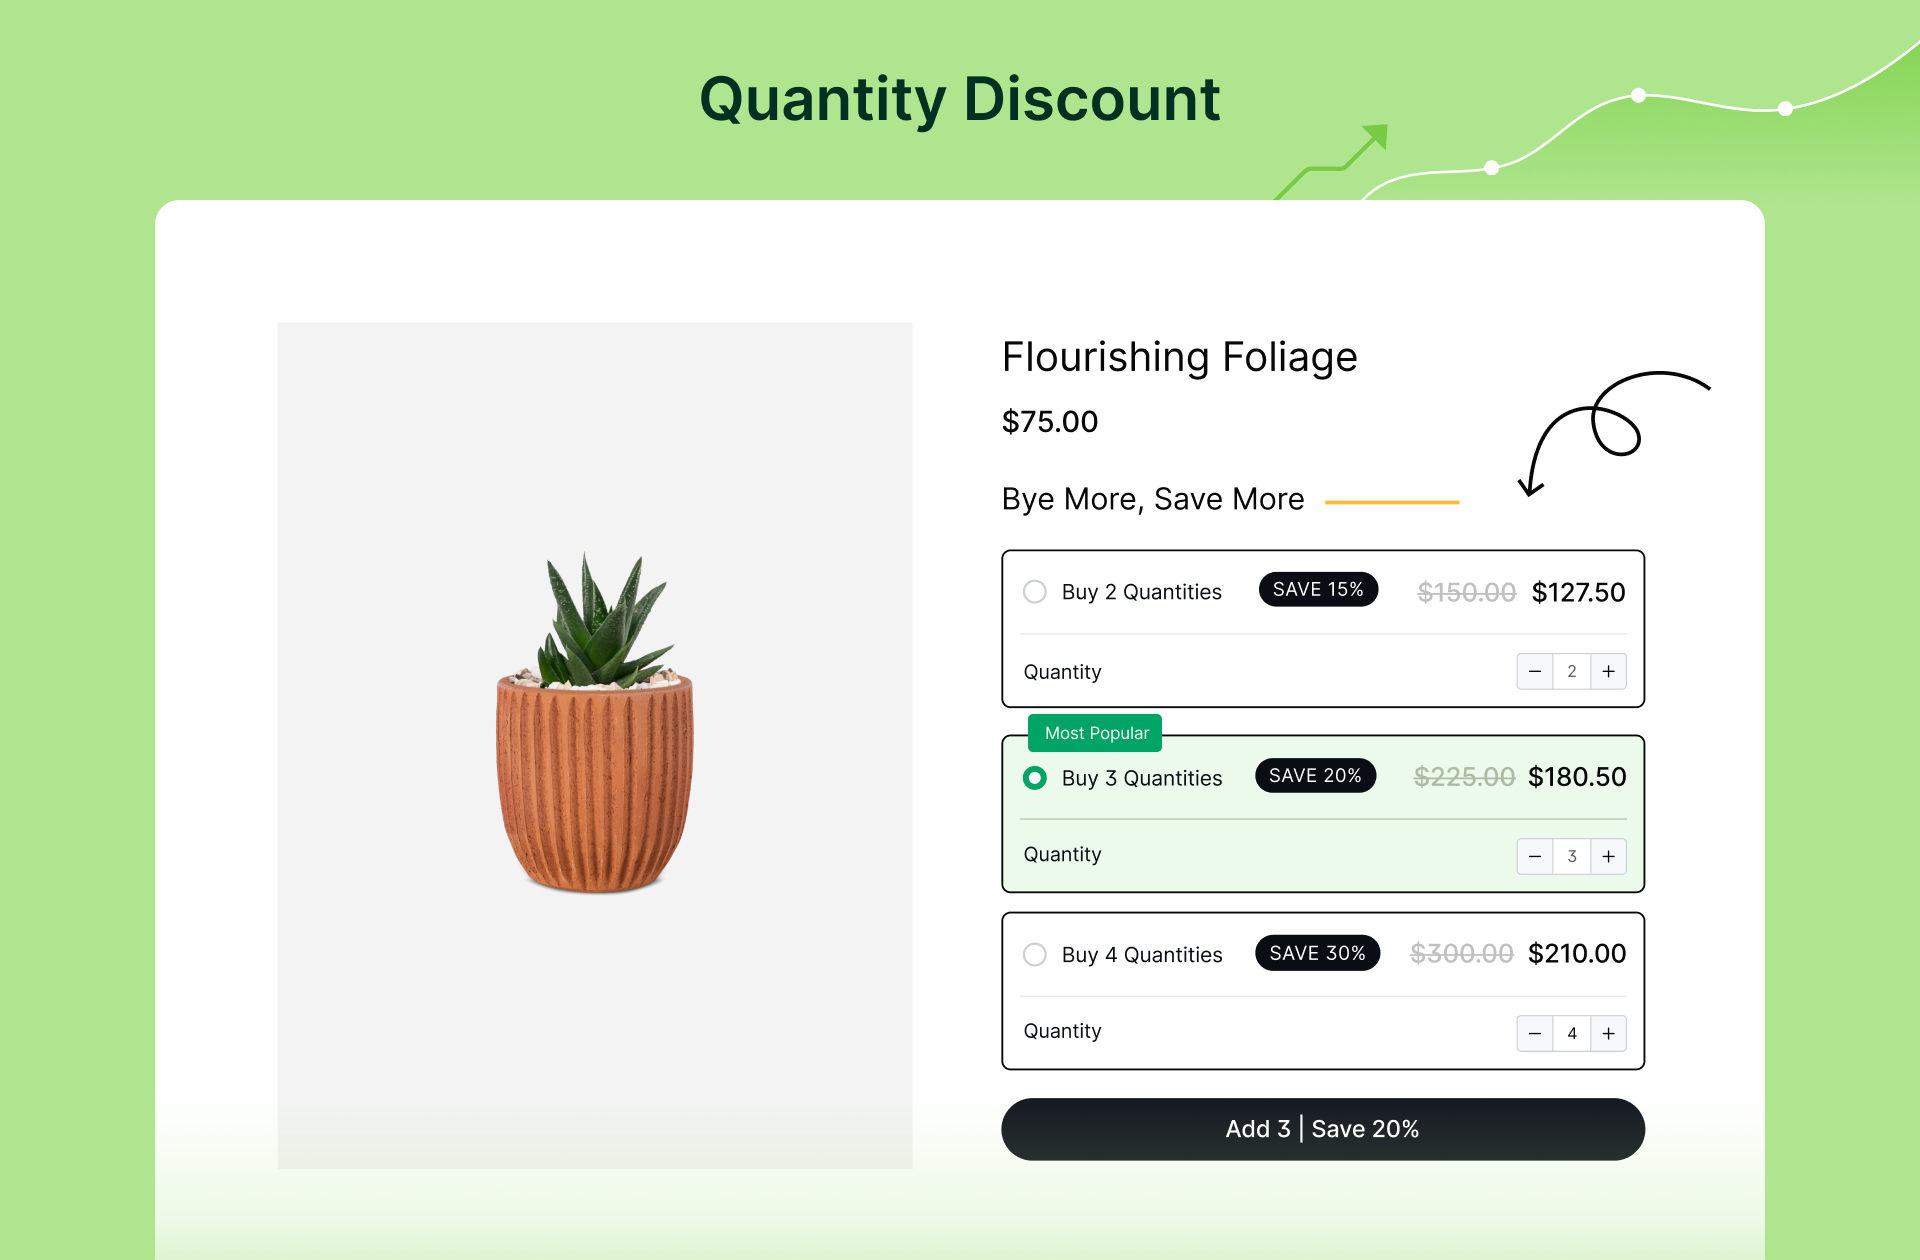 Quantity Discount
Flourishing Foliage
$75.00
Bye More, Save More
Buy 2 Quantities SAVE 15% $150.00 $127.50
Quantity − 2 +
Most Popular
Buy 3 Quantities SAVE 20% $225.00 $180.50
Quantity − 3 +
Buy 4 Quantities SAVE 30% $300.00 $210.00
Quantity − 4 +
Add 3 | Save 20%